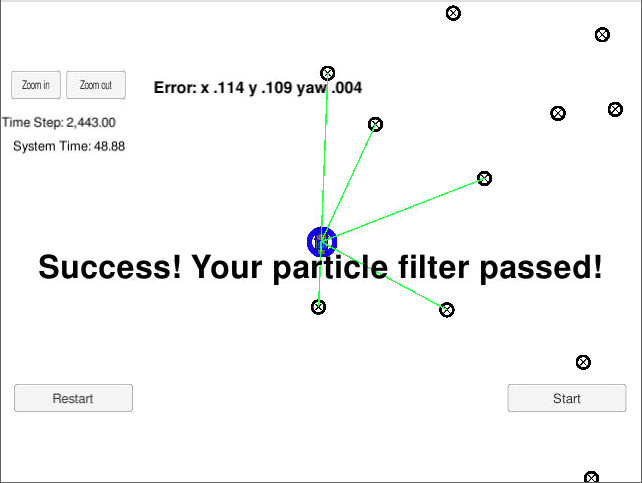 Zoom in
Zoom out
Error: x .114 y .109 yaw .004
Time Step: 2,443.00
System Time: 48.88
Success! Your particle filter passed!
Restart
Start